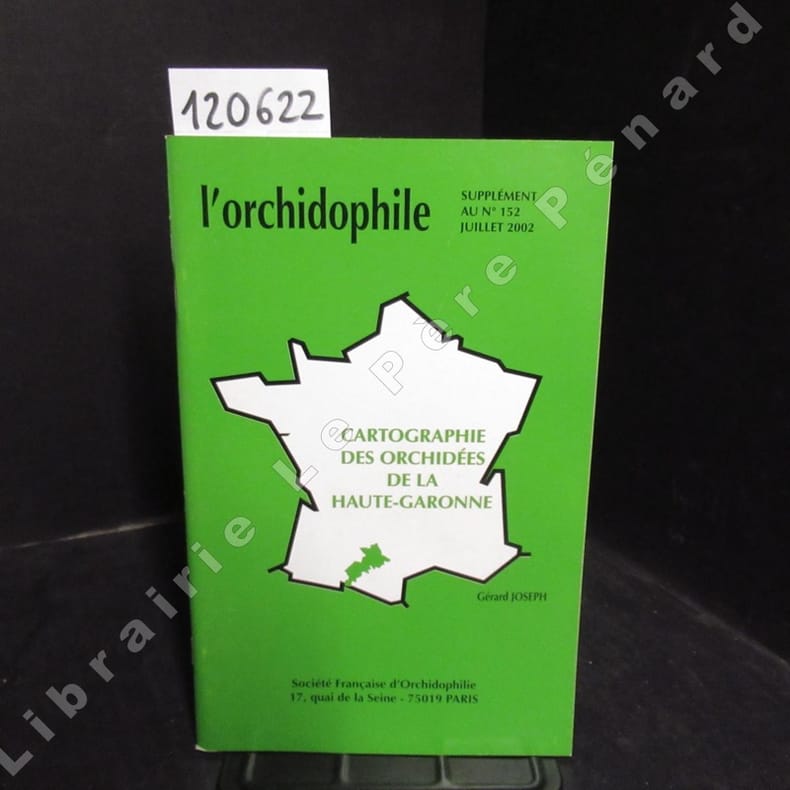 120622
l'orchidophile
SUPPLÉMENT
AU N° 152
JUILLET 2002
CARTOGRAPHIE
DES ORCHIDÉES
DE LA
HAUTE-GARONNE
Gérard JOSEPH
Société Française d'Orchidophilie
17, quai de la Seine - 75019 PARIS
Librairie Le Père Pénard